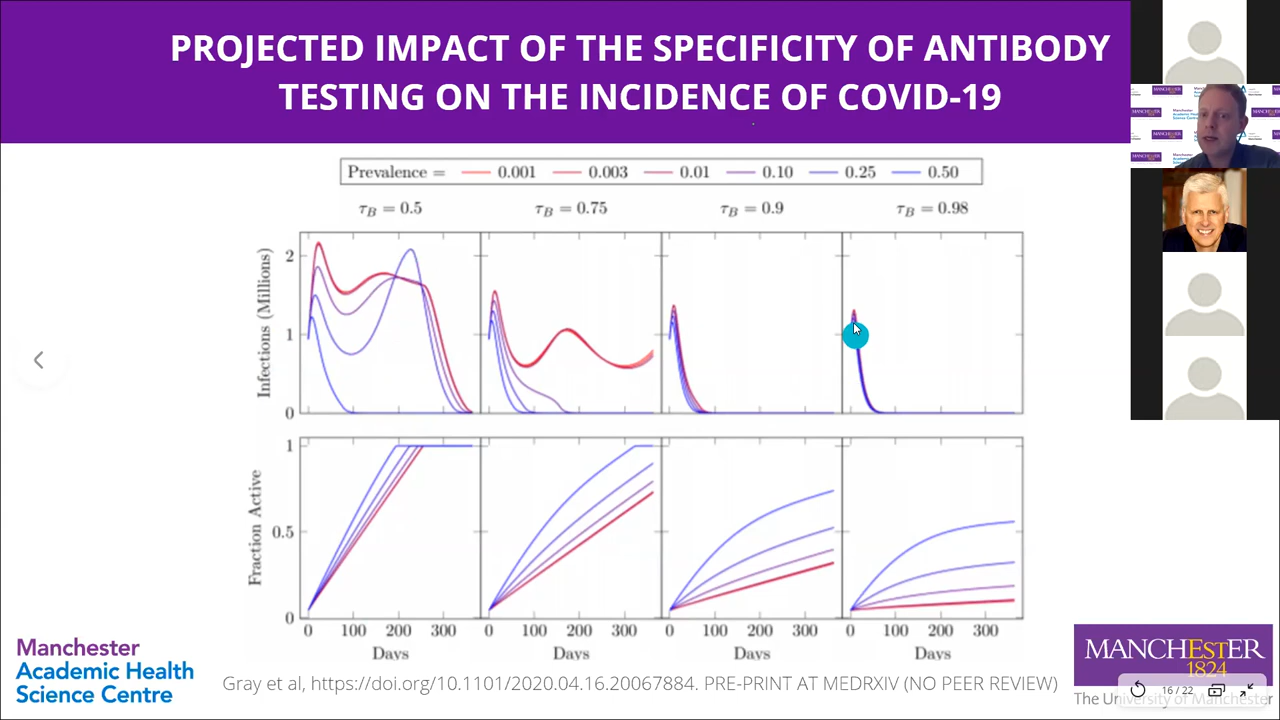 PROJECTED IMPACT OF THE SPECIFICITY OF ANTIBODY
TESTING ON THE INCIDENCE OF COVID-19
Prevalence = 0.001 0.003 0.01 0.10 0.25 0.50
τB = 0.5 τB = 0.75 τB = 0.9 τB = 0.98
Infections (Millions)
2
1
0
Fraction Active
1
0.5
0
0 100 200 300 0 100 200 300 0 100 200 300 0 100 200 300
Days Days Days Days
Manchester
Academic Health
Science Centre
Gray et al, https://doi.org/10.11 2020.04.16.20067884. PRE-PRINT AT MEDRXIV (NO PEER REVIEW)
MANCHESTER
1824
The University of Manchester
16 / 22